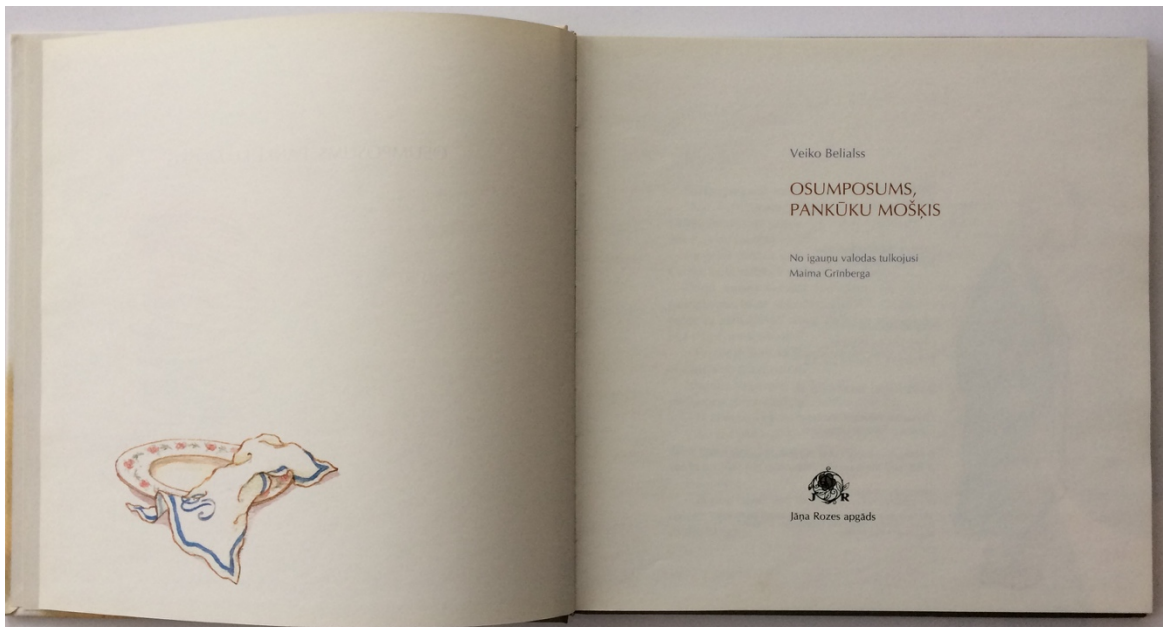 Veiko Belialss
OSUMPOSUMS,
PANKŪKU MOŠĶIS
No igauņu valodas tulkojusi
Maima Grīnberga
J R
Jāņa Rozes apgāds